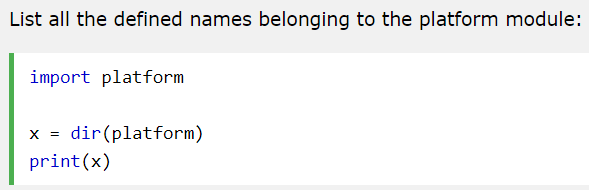 List all the defined names belonging to the platform module:
import platform
x = dir(platform)
print(x)